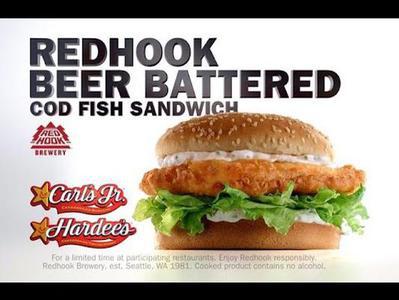 REDHOOK
BEER BATTERED
COD FISH SANDWICH
RED
HOOK
BREWERY
Carl's Jr.
Hardee's
For a limited time at participating restaurants. Enjoy Redhook responsibly.
Redhook Brewery, est. Seattle, WA 1981. Cooked product contains no alcohol.